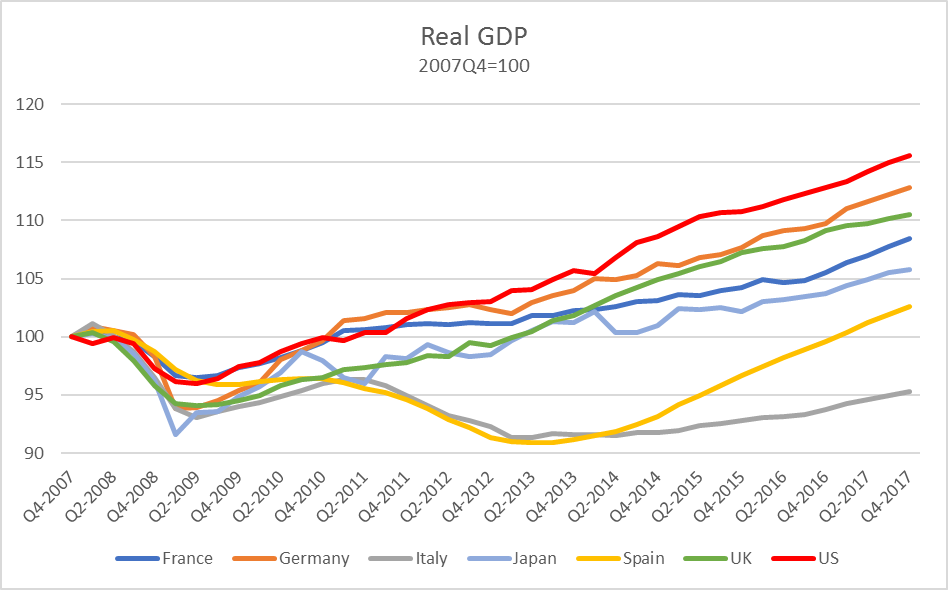 Real GDP
2007Q4=100
120
115
110
105
100
95
90
Q4-2007 Q2-2008 Q4-2008 Q2-2009 Q4-2009 Q2-2010 Q4-2010 Q2-2011 Q4-2011 Q2-2012 Q4-2012 Q2-2013 Q4-2013 Q2-2014 Q4-2014 Q2-2015 Q4-2015 Q2-2016 Q4-2016 Q2-2017 Q4-2017
France Germany Italy Japan Spain UK US